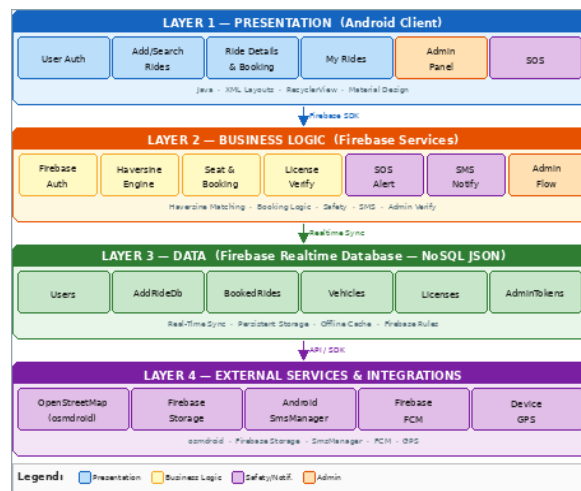 LAYER 1 — PRESENTATION (Android Client)
User Auth
Add/Search
Rides
Ride Details
& Booking
My Rides
Admin
Panel
SOS
Java · XML Layouts · RecyclerView · Material Design
Firebase SDK
LAYER 2 — BUSINESS LOGIC (Firebase Services)
Firebase
Auth
Haversine
Engine
Seat &
Booking
License
Verify
SOS
Alert
SMS
Notify
Admin
Flow
Haversine Matching · Booking Logic · Safety · SMS · Admin Verify
Realtime Sync
LAYER 3 — DATA (Firebase Realtime Database — NoSQL JSON)
Users
AddRideDb
BookedRides
Vehicles
Licenses
AdminTokens
Real-Time Sync · Persistent Storage · Offline Cache · Firebase Rules
API / SDK
LAYER 4 — EXTERNAL SERVICES & INTEGRATIONS
OpenStreetMap
(osmdroid)
Firebase
Storage
Android
SmsManager
Firebase
FCM
Device
GPS
osmdroid · Firebase Storage · SmsManager · FCM · GPS
Legend:
Presentation
Business Logic
Safety/Notif.
Admin